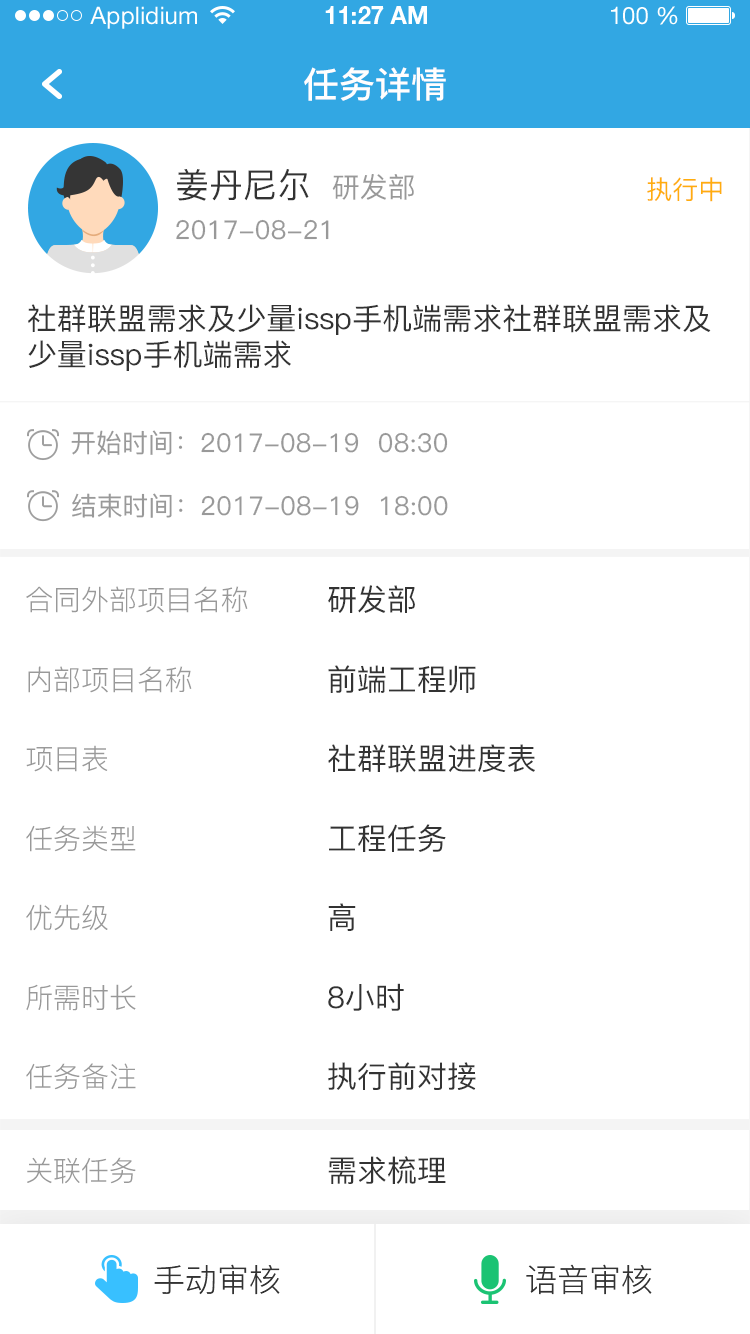 Applidium 11:27 AM 100 %
任务详情
姜丹尼尔 研发部 执行中
2017-08-21
社群联盟需求及少量issp手机端需求社群联盟需求及
少量issp手机端需求
开始时间：2017-08-19 08:30
结束时间：2017-08-19 18:00
合同外部项目名称 研发部
内部项目名称 前端工程师
项目表 社群联盟进度表
任务类型 工程任务
优先级 高
所需时长 8小时
任务备注 执行前对接
关联任务 需求梳理
手动审核 语音审核